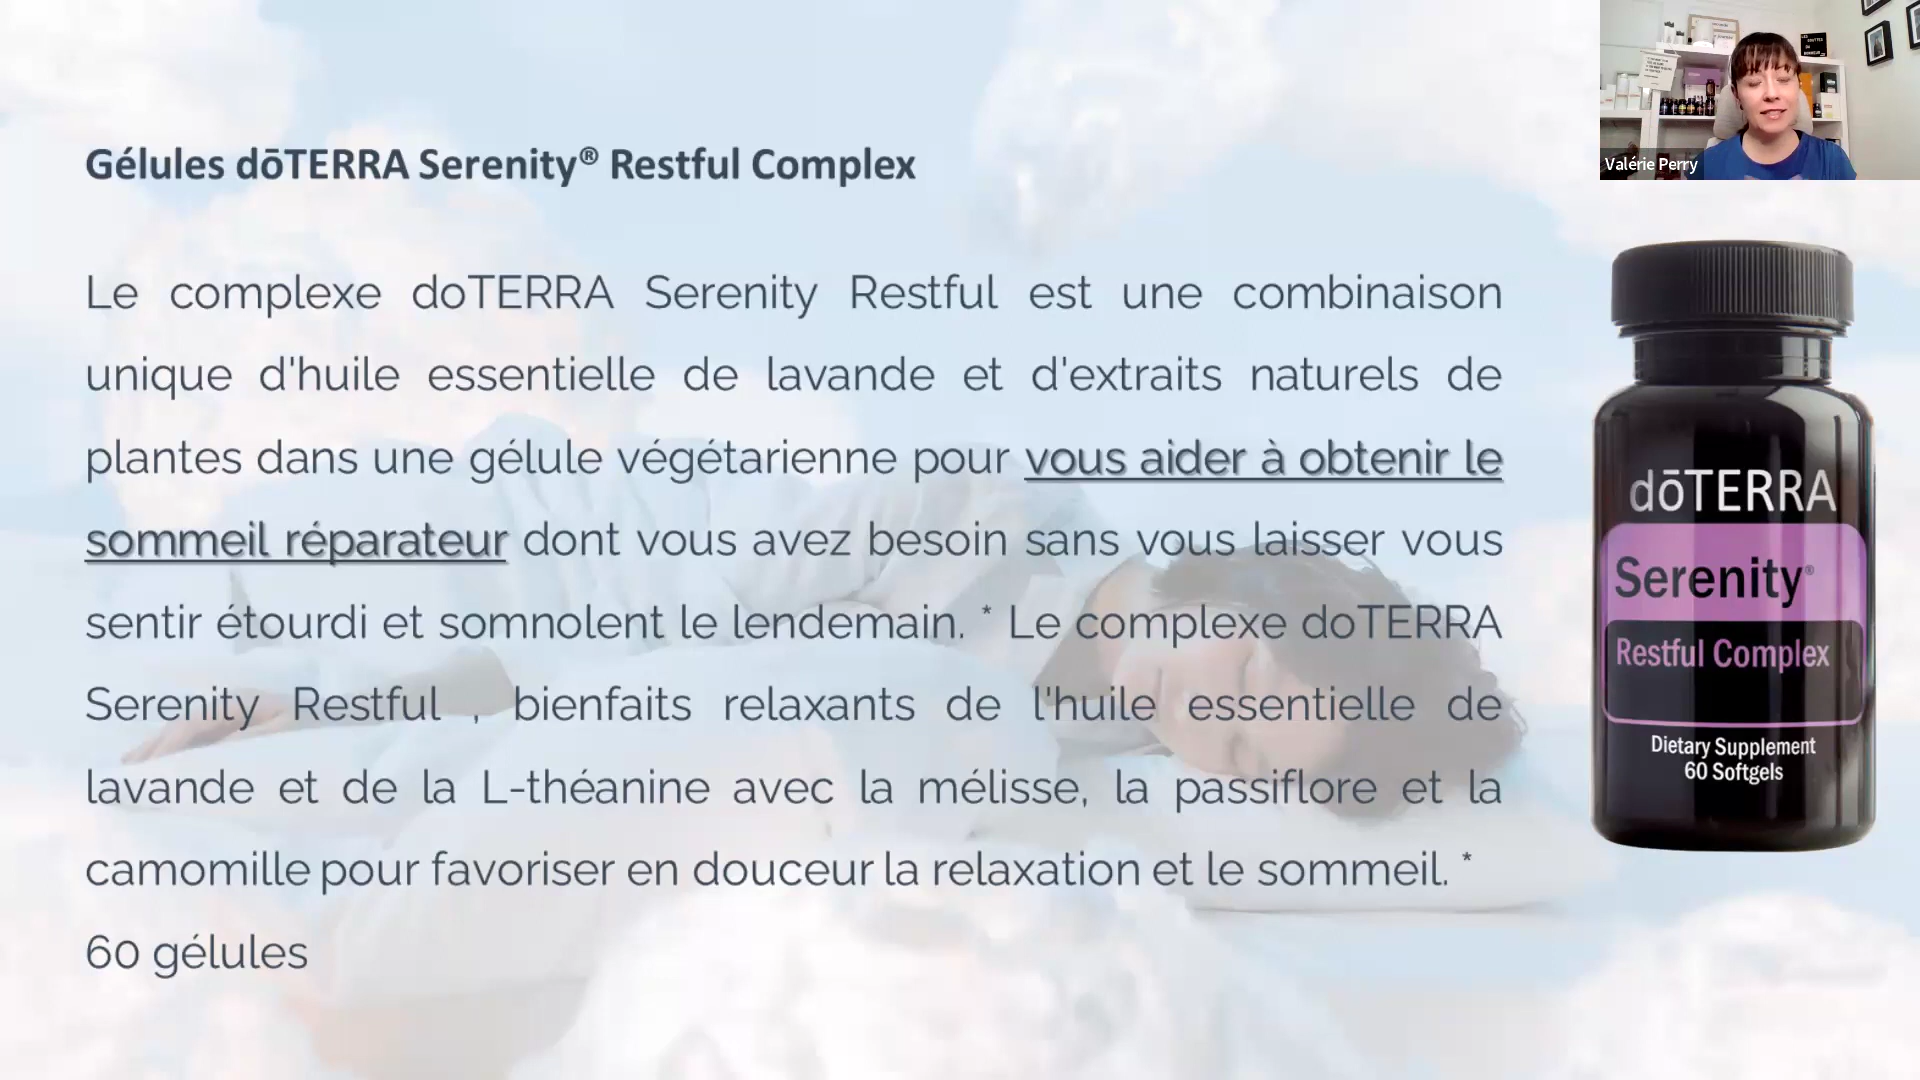 Gélules dōTERRA Serenity® Restful Complex
Le complexe doTERRA Serenity Restful est une combinaison
unique d'huile essentielle de lavande et d'extraits naturels de
plantes dans une gélule végétarienne pour vous aider à obtenir le
sommeil réparateur dont vous avez besoin sans vous laisser vous
sentir étourdi et somnolent le lendemain. * Le complexe doTERRA
Serenity Restful , bienfaits relaxants de l'huile essentielle de
lavande et de la L-théanine avec la mélisse, la passiflore et la
camomille pour favoriser en douceur la relaxation et le sommeil. *
60 gélules
Valérie Perry
dōTERRA
Serenity®
Restful Complex
Dietary Supplement
60 Softgels